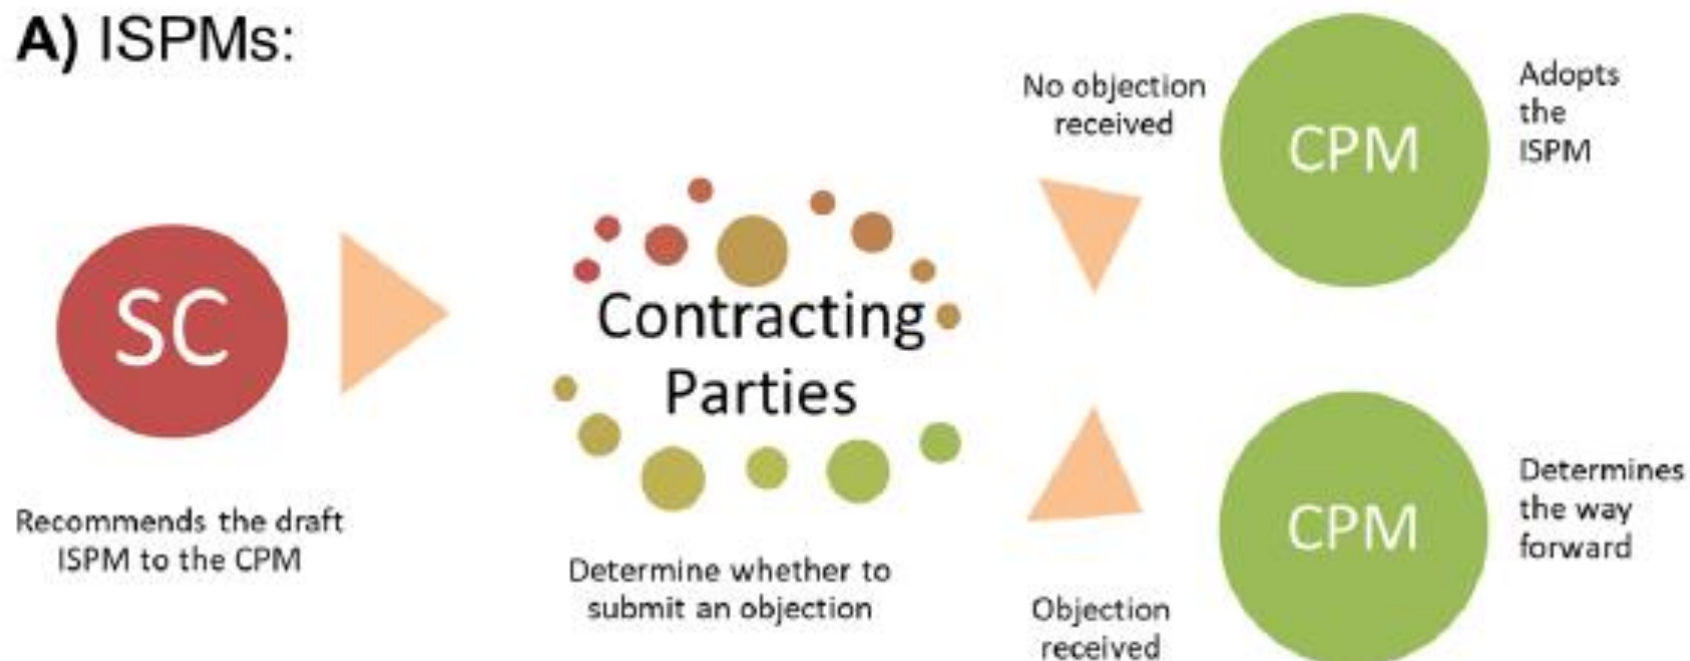 A) ISPMs:
SC
Recommends the draft
ISPM to the CPM
Contracting
Parties
Determine whether to
submit an objection
No objection
received
CPM
Adopts
the
ISPM
Objection
received
CPM
Determines
the way
forward